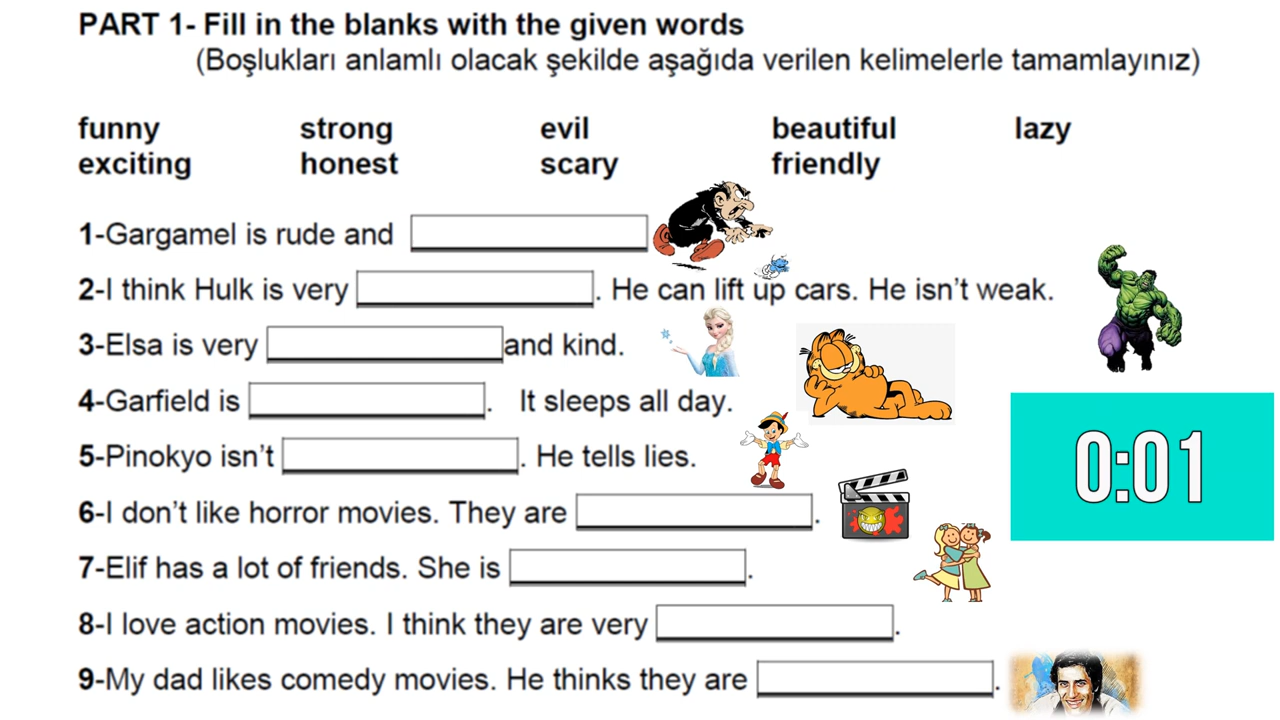 PART 1- Fill in the blanks with the given words
(Boşlukları anlamlı olacak şekilde aşağıda verilen kelimelerle tamamlayınız)
funny strong evil beautiful lazy
exciting honest scary friendly
1-Gargamel is rude and
2-I think Hulk is very . He can lift up cars. He isn't weak.
3-Elsa is very and kind.
4-Garfield is . It sleeps all day.
5-Pinokyo isn't . He tells lies.
6-I don't like horror movies. They are .
7-Elif has a lot of friends. She is .
8-I love action movies. I think they are very .
9-My dad likes comedy movies. He thinks they are .
0:01